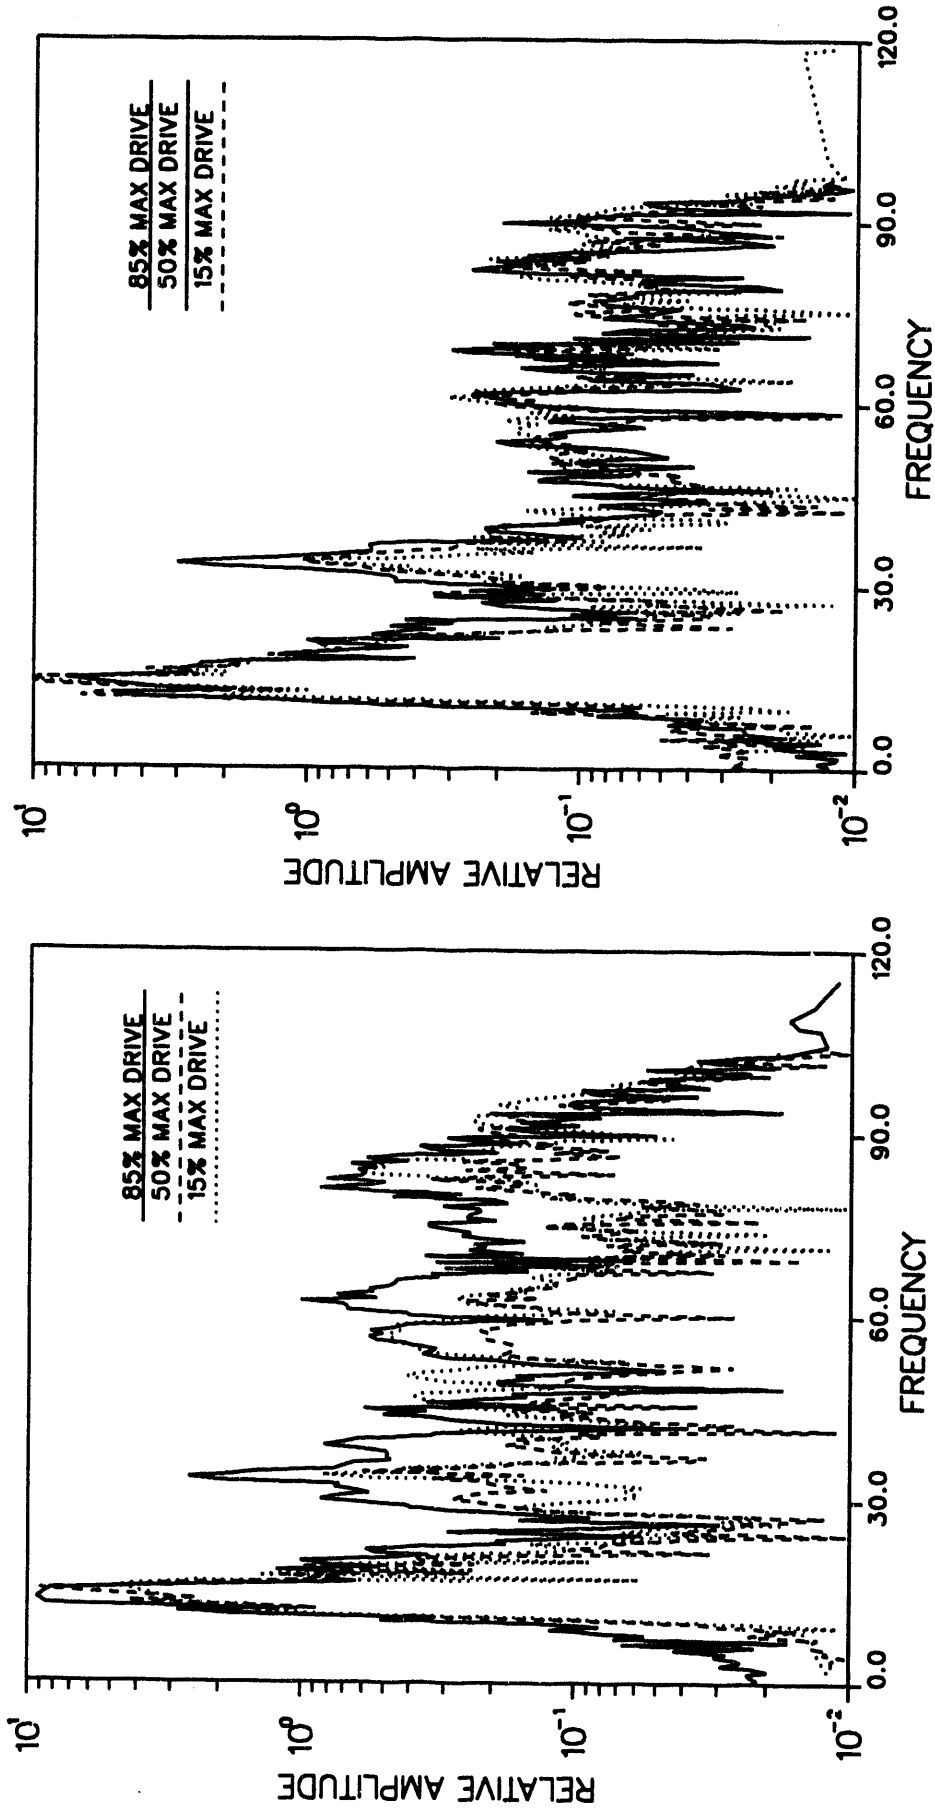 10¹
10⁰
10⁻¹
10⁻²
RELATIVE AMPLITUDE
0.0
30.0
60.0
90.0
120.0
FREQUENCY
85% MAX DRIVE
50% MAX DRIVE
15% MAX DRIVE
10¹
10⁰
10⁻¹
10⁻²
RELATIVE AMPLITUDE
0.0
30.0
60.0
90.0
120.0
FREQUENCY
85% MAX DRIVE
50% MAX DRIVE
15% MAX DRIVE